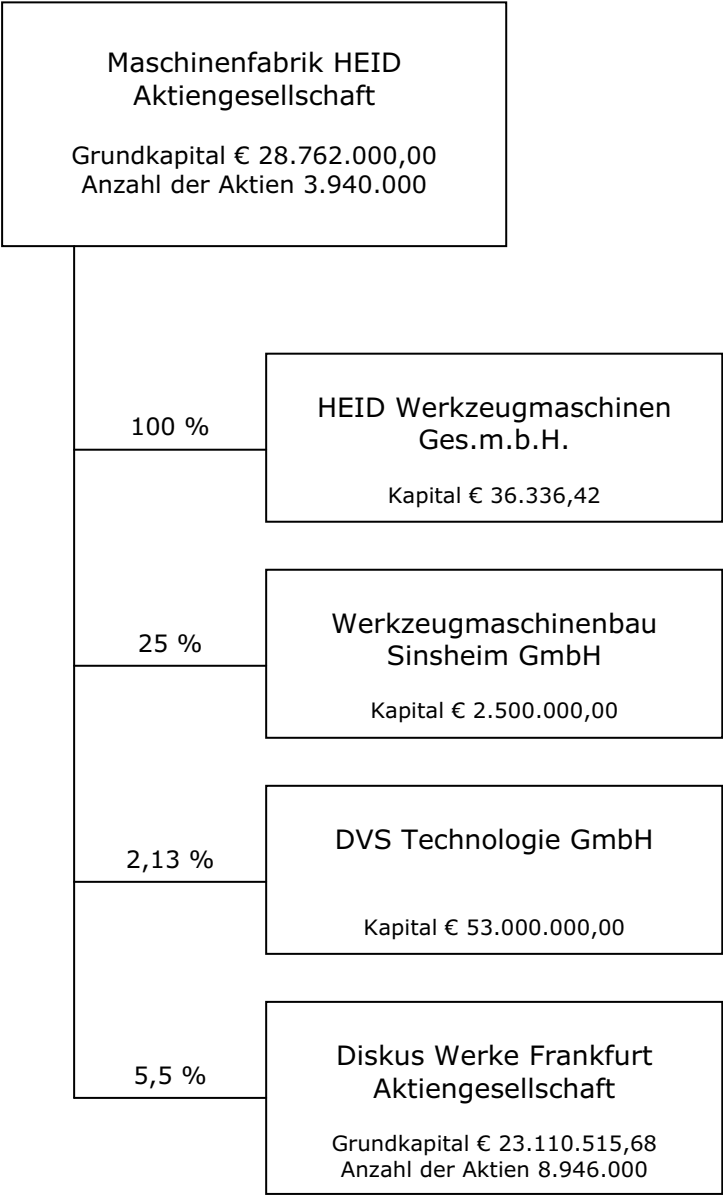 Maschinenfabrik HEID
Aktiengesellschaft
Grundkapital € 28.762.000,00
Anzahl der Aktien 3.940.000
100 %
HEID Werkzeugmaschinen
Ges.m.b.H.
Kapital € 36.336,42
25 %
Werkzeugmaschinenbau
Sinsheim GmbH
Kapital € 2.500.000,00
2,13 %
DVS Technologie GmbH
Kapital € 53.000.000,00
5,5 %
Diskus Werke Frankfurt
Aktiengesellschaft
Grundkapital € 23.110.515,68
Anzahl der Aktien 8.946.000